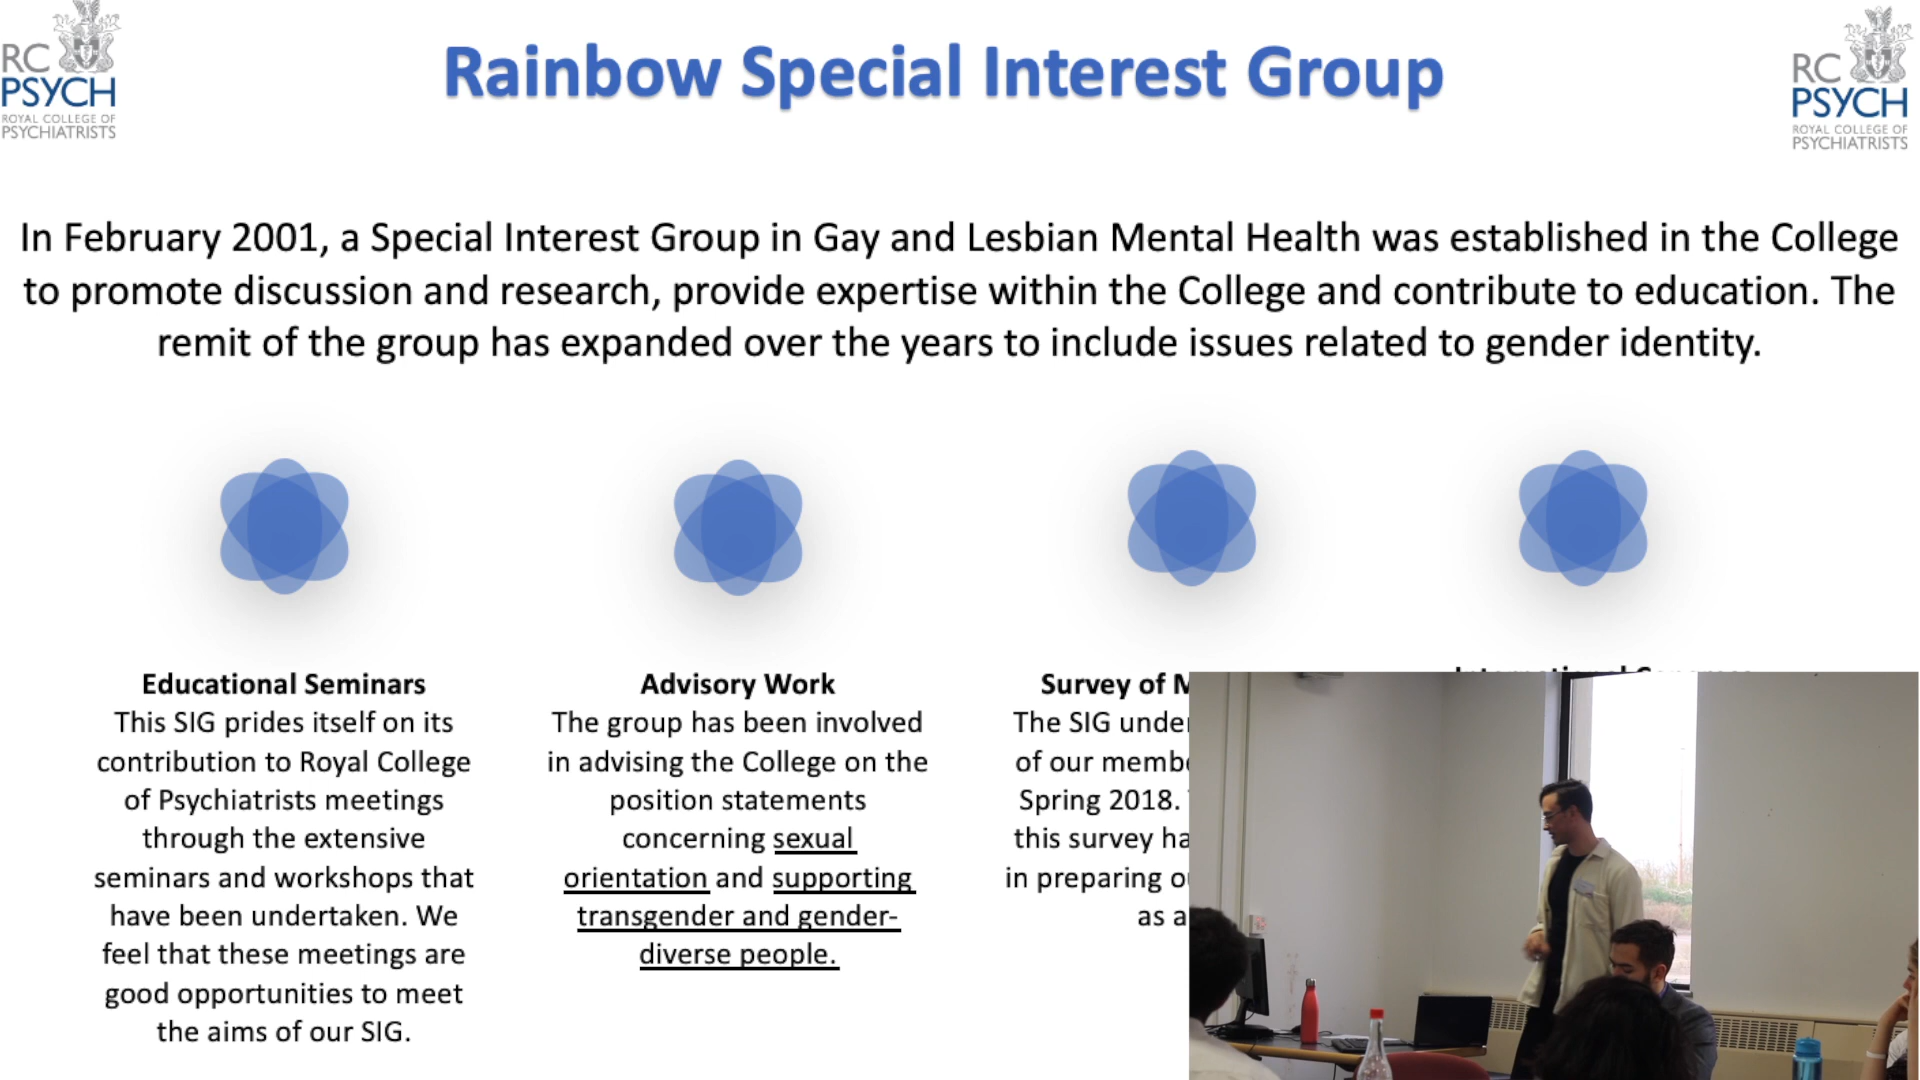 RC
PSYCH
ROYAL COLLEGE OF
PSYCHIATRISTS
Rainbow Special Interest Group
RC
PSYCH
ROYAL COLLEGE OF
PSYCHIATRISTS
In February 2001, a Special Interest Group in Gay and Lesbian Mental Health was established in the College
to promote discussion and research, provide expertise within the College and contribute to education. The
remit of the group has expanded over the years to include issues related to gender identity.
Educational Seminars
This SIG prides itself on its
contribution to Royal College
of Psychiatrists meetings
through the extensive
seminars and workshops that
have been undertaken. We
feel that these meetings are
good opportunities to meet
the aims of our SIG.
Advisory Work
The group has been involved
in advising the College on the
position statements
concerning sexual
orientation and supporting
transgender and gender-
diverse people.
Survey of M
The SIG under
of our membe
Spring 2018.
this survey ha
in preparing
as a